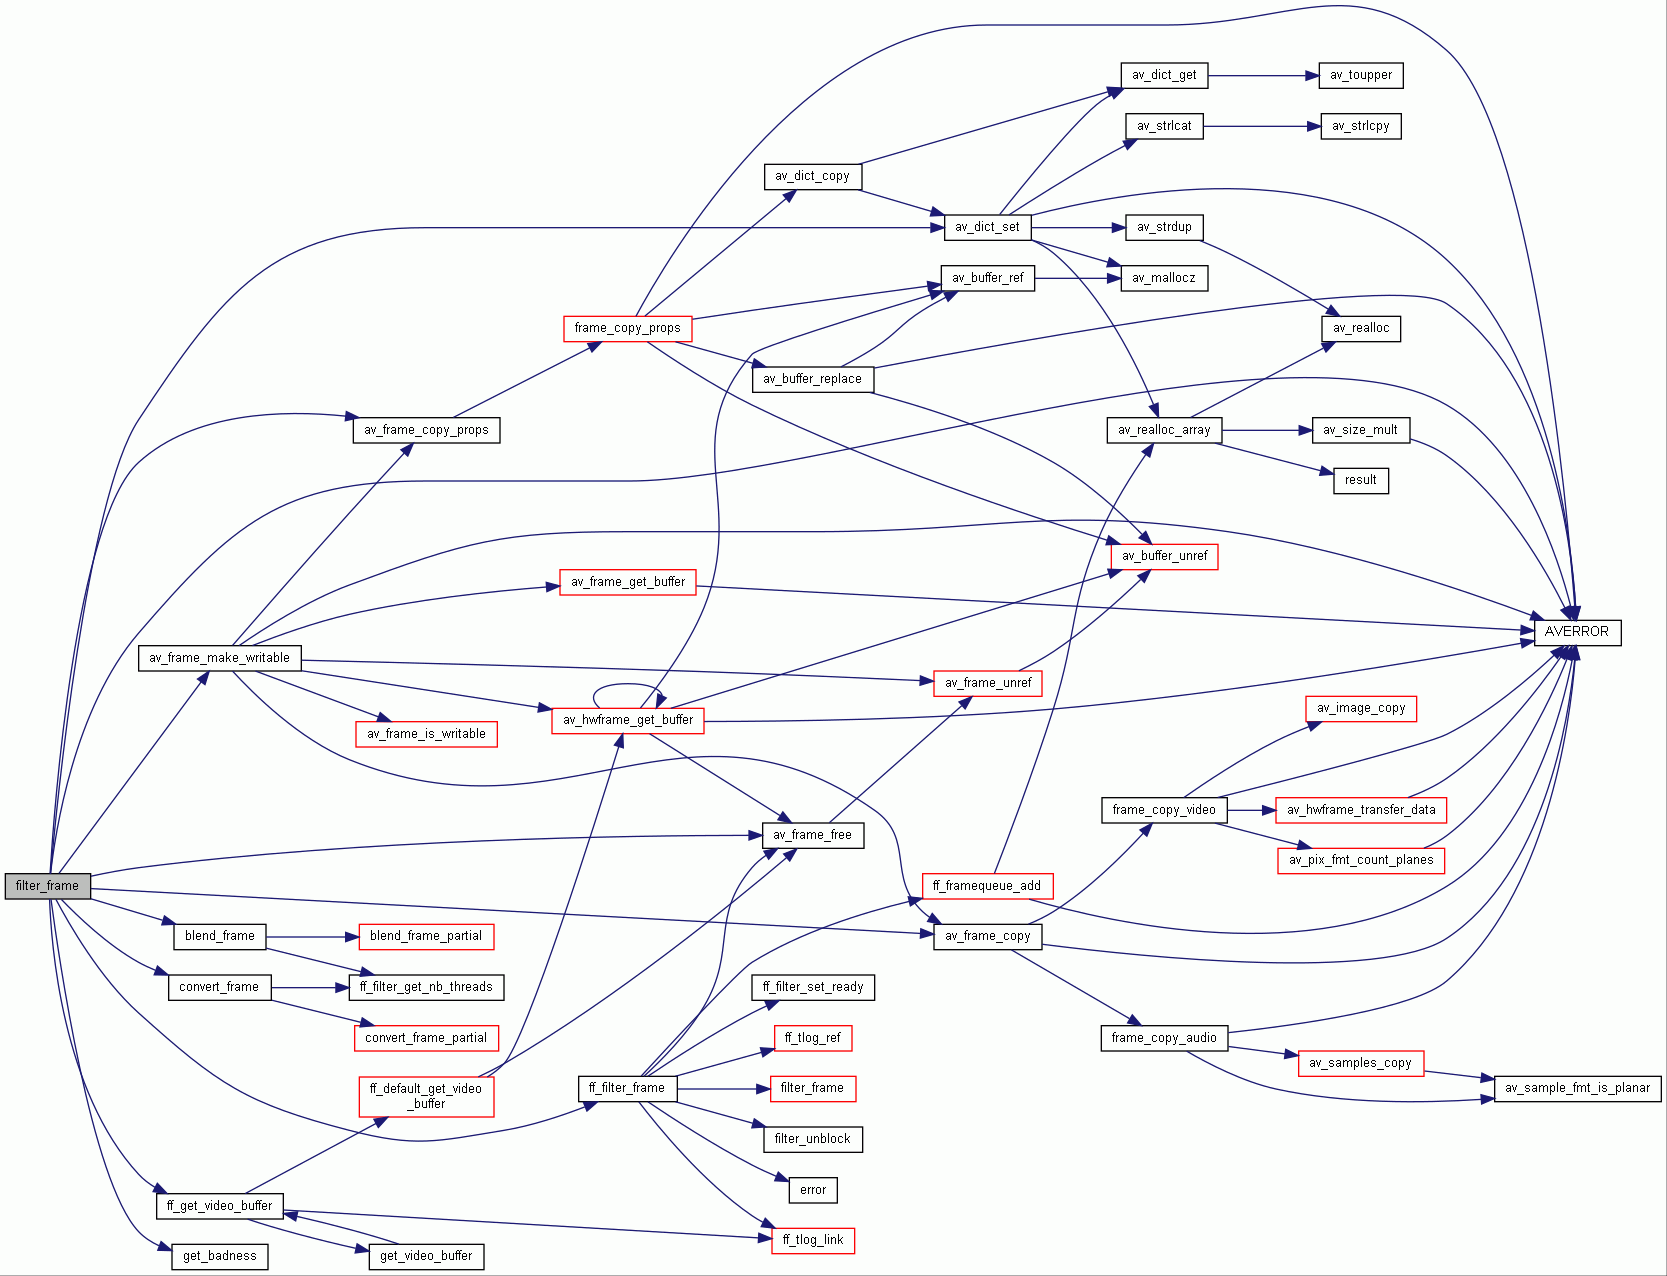 av_dict_get
av_toupper
av_strlcat
av_strlcpy
av_dict_copy
av_dict_set
av_strdup
av_buffer_ref
av_mallocz
frame_copy_props
av_realloc
av_buffer_replace
av_frame_copy_props
av_realloc_array
av_size_mult
result
av_buffer_unref
av_frame_get_buffer
AVERROR
av_frame_make_writable
av_frame_unref
av_image_copy
av_hwframe_get_buffer
av_frame_is_writable
frame_copy_video
av_hwframe_transfer_data
av_frame_free
av_pix_fmt_count_planes
filter_frame
ff_framequeue_add
blend_frame
blend_frame_partial
av_frame_copy
convert_frame
ff_filter_get_nb_threads
ff_filter_set_ready
convert_frame_partial
ff_tlog_ref
frame_copy_audio
av_samples_copy
ff_default_get_video
_buffer
ff_filter_frame
filter_frame
av_sample_fmt_is_planar
filter_unblock
error
ff_get_video_buffer
ff_tlog_link
get_badness
get_video_buffer